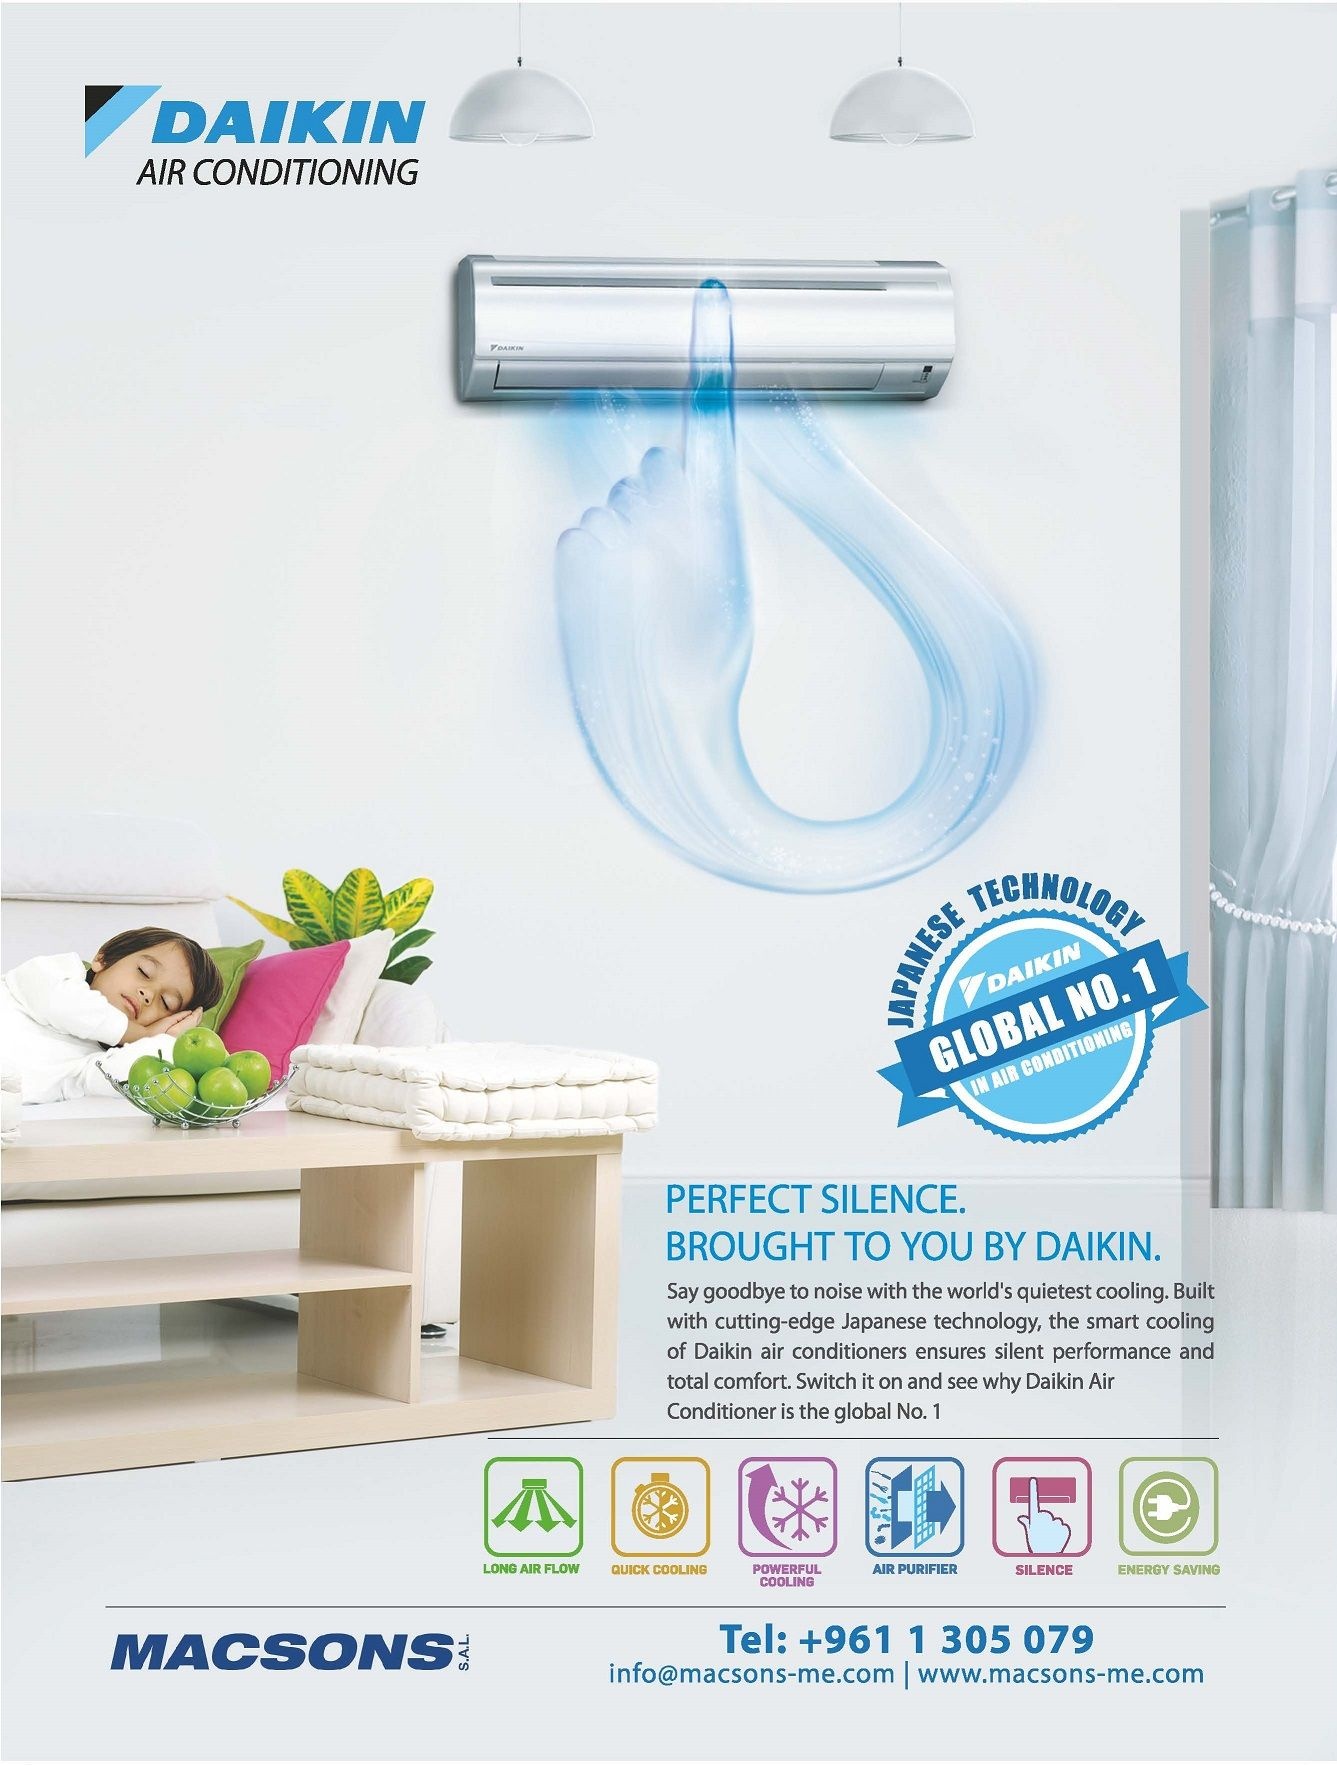 DAIKIN
AIR CONDITIONING
DAIKIN
JAPANESE TECHNOLOGY
DAIKIN
GLOBAL NO. 1
IN AIR CONDITIONING
PERFECT SILENCE.
BROUGHT TO YOU BY DAIKIN.
Say goodbye to noise with the world's quietest cooling. Built
with cutting-edge Japanese technology, the smart cooling
of Daikin air conditioners ensures silent performance and
total comfort. Switch it on and see why Daikin Air
Conditioner is the global No. 1
LONG AIR FLOW
QUICK COOLING
POWERFUL
COOLING
AIR PURIFIER
SILENCE
ENERGY SAVING
MACSONS S.A.L.
Tel: +961 1 305 079
info@macsons-me.com | www.macsons-me.com